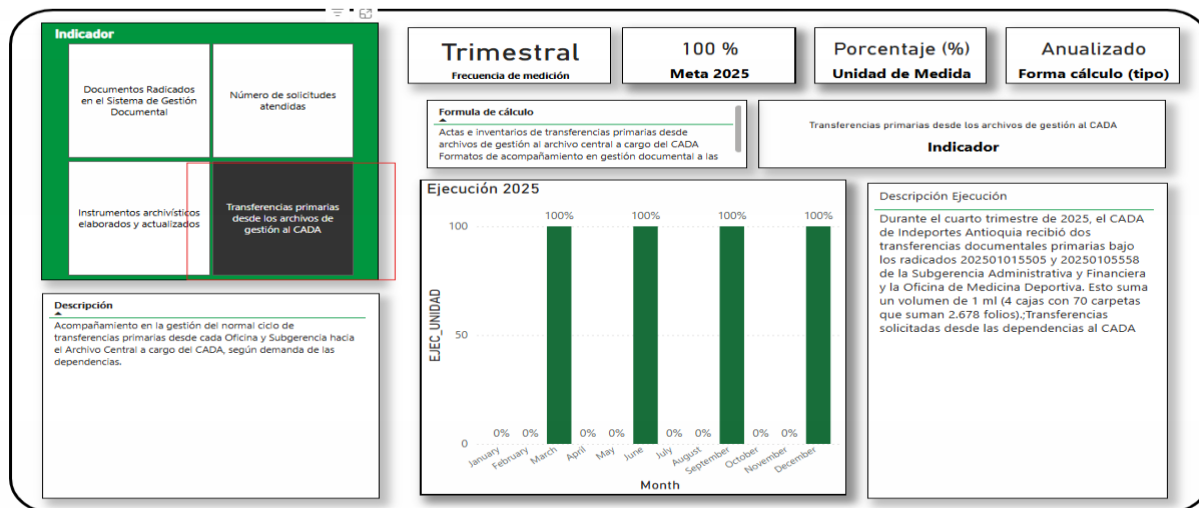 Indicador
Documentos Radicados
en el Sistema de Gestión
Documental
Número de solicitudes
atendidas
Instrumentos archivísticos
elaborados y actualizados
Transferencias primarias
desde los archivos de
gestión al CADA
Trimestral
Frecuencia de medición
100 %
Meta 2025
Porcentaje (%)
Unidad de Medida
Anualizado
Forma cálculo (tipo)
Formula de cálculo
Actas e inventarios de transferencias primarias desde
archivos de gestión al archivo central a cargo del CADA
Formatos de acompañamiento en gestión documental a las
Transferencias primarias desde los archivos de gestión al CADA
Indicador
Descripción
Acompañamiento en la gestión del normal ciclo de
transferencias primarias desde cada Oficina y Subgerencia hacia
el Archivo Central a cargo del CADA, según demanda de las
dependencias.
Ejecución 2025
EJEC_UNIDAD
100
50
0
0%
0%
100%
0%
0%
100%
0%
0%
100%
0%
0%
100%
January
February
March
April
May
June
July
August
September
October
November
December
Month
Descripción Ejecución
Durante el cuarto trimestre de 2025, el CADA
de Indeportes Antioquia recibió dos
transferencias documentales primarias bajo
los radicados 202501015505 y 20250105558
de la Subgerencia Administrativa y Financiera
y la Oficina de Medicina Deportiva. Esto suma
un volumen de 1 ml (4 cajas con 70 carpetas
que suman 2.678 folios).;Transferencias
solicitadas desde las dependencias al CADA